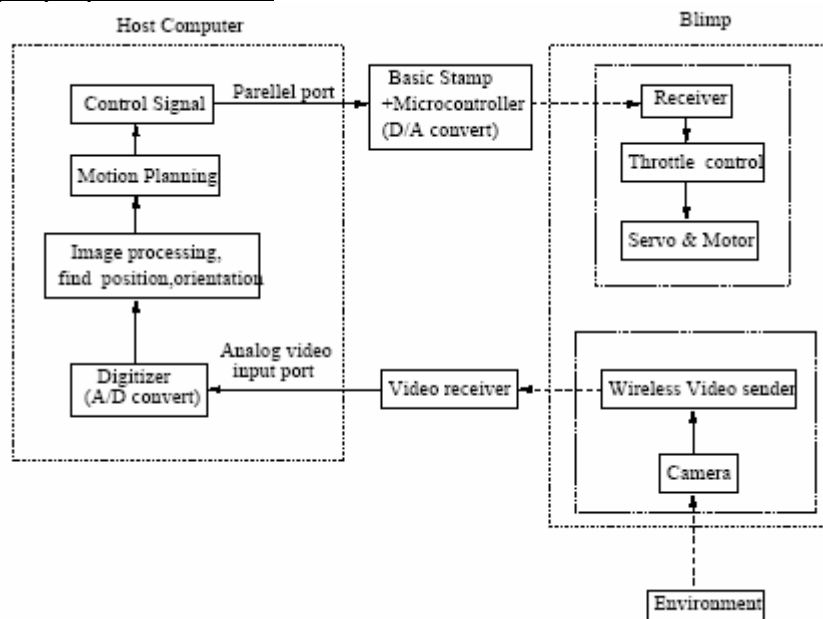 Host Computer
Blimp
Control Signal
Parellel port
Basic Stamp
+Microcontroller
(D/A convert)
Receiver
Motion Planning
Throttle control
Image processing,
find position,orientation
Servo & Motor
Analog video
input port
Digitizer
(A/D convert)
Video receiver
Wireless Video sender
Camera
Environment